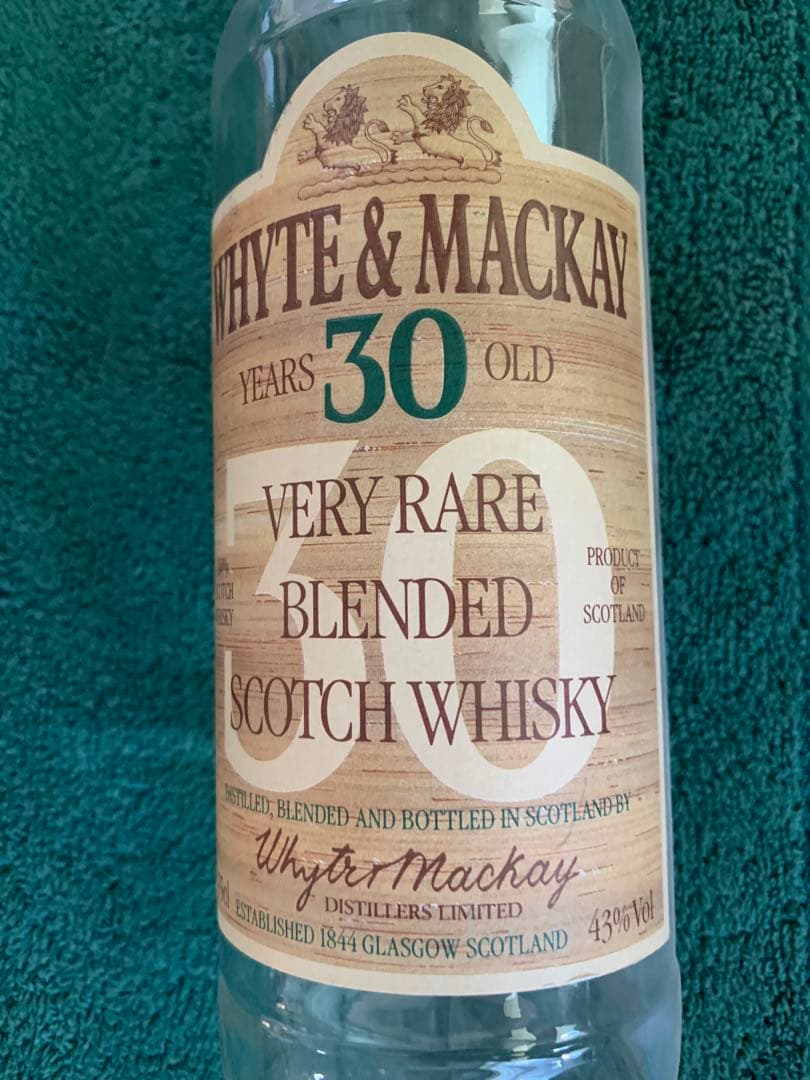 WHYTE & MACKAY
YEARS 30 OLD
30
VERY RARE
BLENDED
SCOTCH WHISKY
PRODUCT
OF
SCOTLAND
DISTILLED, BLENDED AND BOTTLED IN SCOTLAND BY
Whyte & Mackay
DISTILLERS LIMITED
ESTABLISHED 1844 GLASGOW SCOTLAND
43% Vol